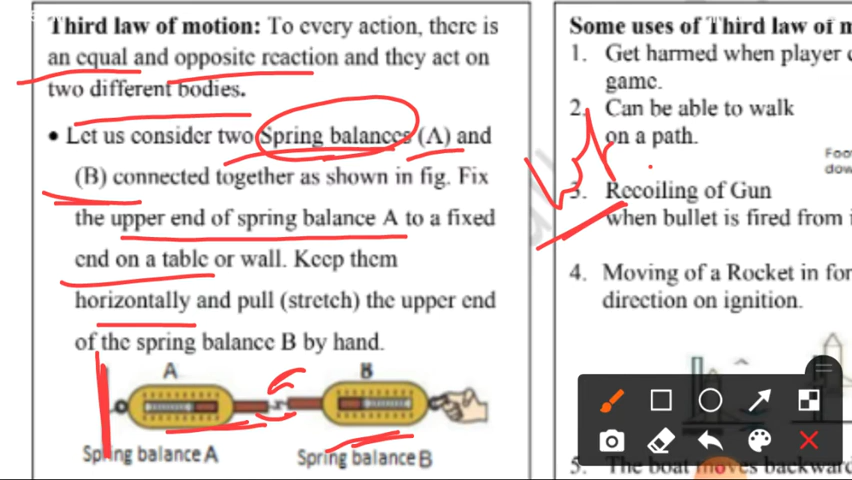 Third law of motion: To every action, there is
an equal and opposite reaction and they act on
two different bodies.
• Let us consider two Spring balances (A) and
(B) connected together as shown in fig. Fix
the upper end of spring balance A to a fixed
end on a table or wall. Keep them
horizontally and pull (stretch) the upper end
of the spring balance B by hand.
A B
Spring balance A Spring balance B
Some uses of Third law of m
1. Get harmed when player
game.
2. Can be able to walk
on a path.
Foo
dow
3. Recoiling of Gun
when bullet is fired from
4. Moving of a Rocket in for
direction on ignition.
5. The boat moves backward